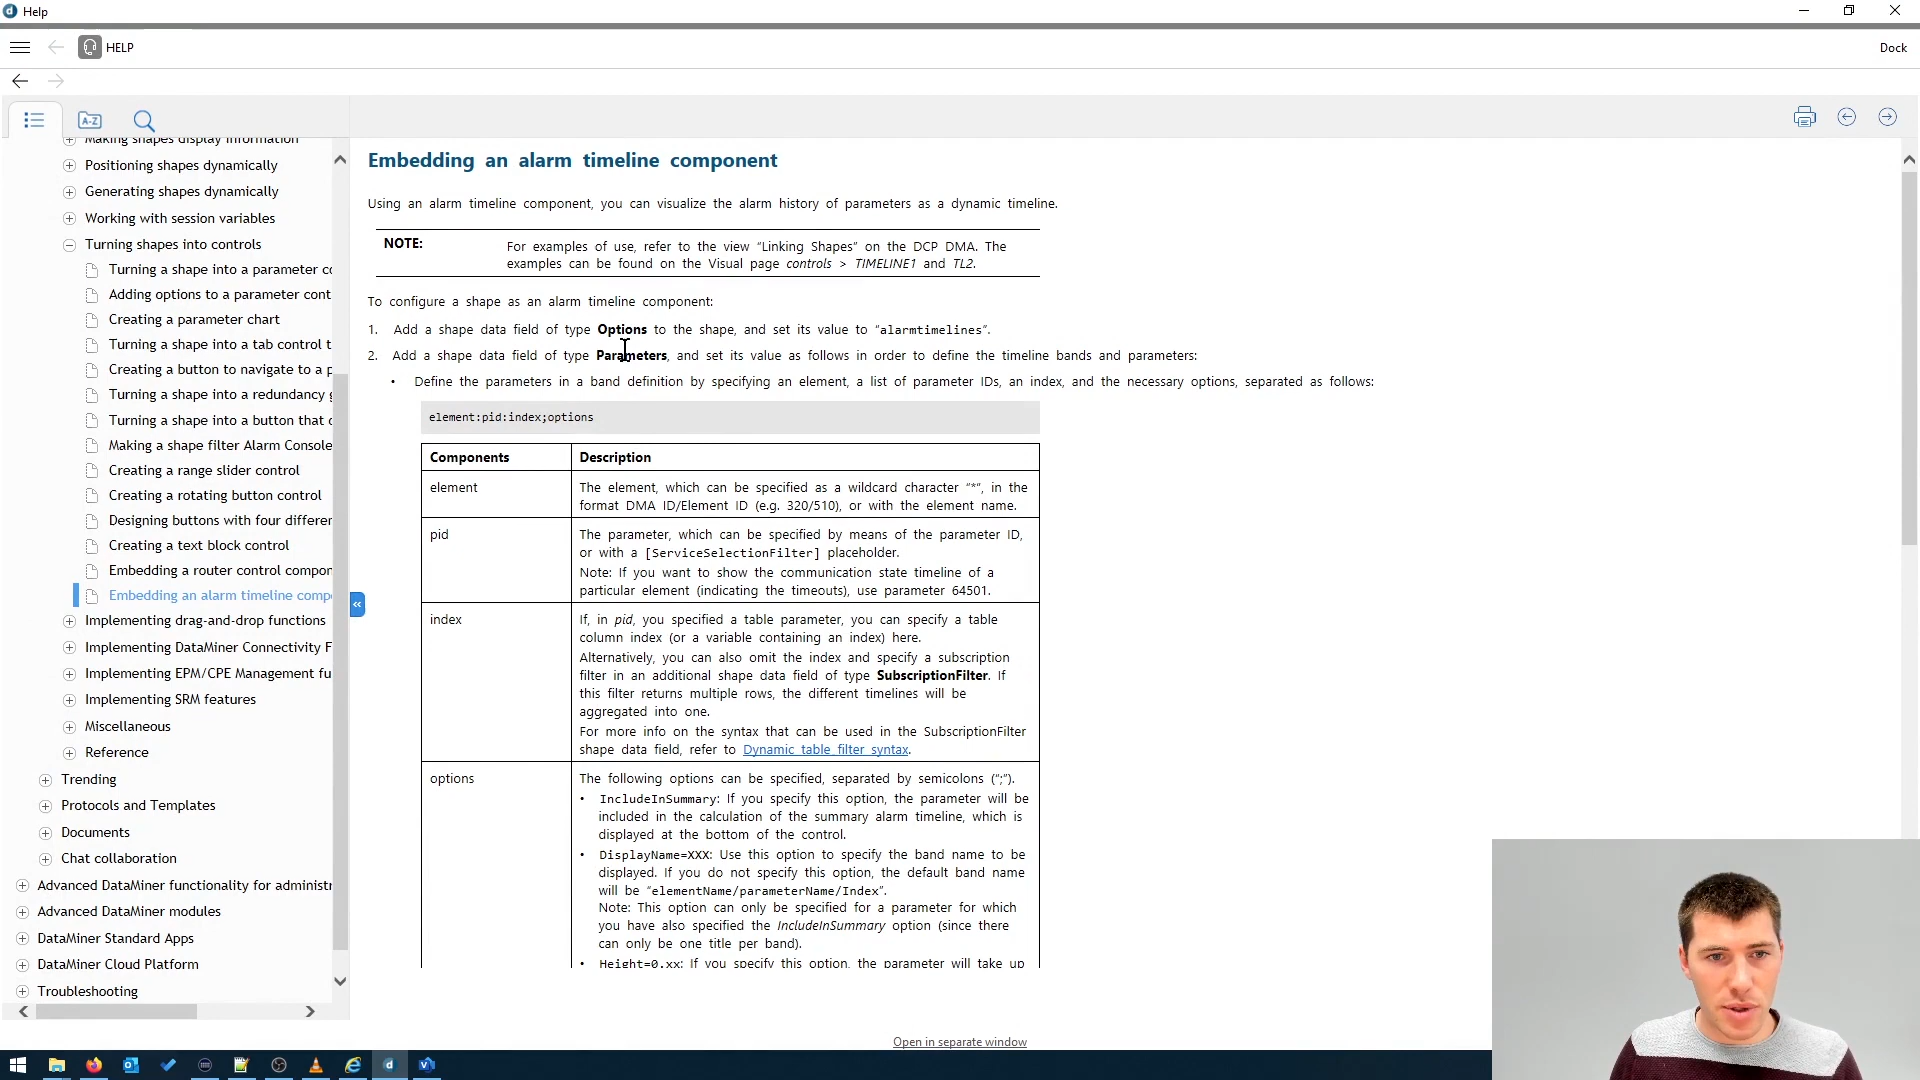 Help
HELP
Dock
A-Z
Making shapes display information
Positioning shapes dynamically
Generating shapes dynamically
Working with session variables
Turning shapes into controls
Turning a shape into a parameter co
Adding options to a parameter cont
Creating a parameter chart
Turning a shape into a tab control t
Creating a button to navigate to a p
Turning a shape into a redundancy g
Turning a shape into a button that o
Making a shape filter Alarm Console
Creating a range slider control
Creating a rotating button control
Designing buttons with four differer
Creating a text block control
Embedding a router control compor
Embedding an alarm timeline comp
Implementing drag-and-drop functions
Implementing DataMiner Connectivity F
Implementing EPM/CPE Management fu
Implementing SRM features
Miscellaneous
Reference
Trending
Protocols and Templates
Documents
Chat collaboration
Advanced DataMiner functionality for administr
Advanced DataMiner modules
DataMiner Standard Apps
DataMiner Cloud Platform
Troubleshooting
Embedding an alarm timeline component
Using an alarm timeline component, you can visualize the alarm history of parameters as a dynamic timeline.
NOTE: For examples of use, refer to the view “Linking Shapes” on the DCP DMA. The
examples can be found on the Visual page controls > TIMELINE1 and TL2.
To configure a shape as an alarm timeline component:
1. Add a shape data field of type Options to the shape, and set its value to “alarmtimelines”.
2. Add a shape data field of type Parameters, and set its value as follows in order to define the timeline bands and parameters:
• Define the parameters in a band definition by specifying an element, a list of parameter IDs, an index, and the necessary options, separated as follows:
element:pid:index;options
Components Description
element The element, which can be specified as a wildcard character “*”, in the
format DMA ID/Element ID (e.g. 320/510), or with the element name.
pid The parameter, which can be specified by means of the parameter ID,
or with a [ServiceSelectionFilter] placeholder.
Note: If you want to show the communication state timeline of a
particular element (indicating the timeouts), use parameter 64501.
index If, in pid, you specified a table parameter, you can specify a table
column index (or a variable containing an index) here.
Alternatively, you can also omit the index and specify a subscription
filter in an additional shape data field of type SubscriptionFilter. If
this filter returns multiple rows, the different timelines will be
aggregated into one.
For more info on the syntax that can be used in the SubscriptionFilter
shape data field, refer to Dynamic table filter syntax.
options The following options can be specified, separated by semicolons (“;”).
• IncludeInSummary: If you specify this option, the parameter will be
included in the calculation of the summary alarm timeline, which is
displayed at the bottom of the control.
• DisplayName=XXX: Use this option to specify the band name to be
displayed. If you do not specify this option, the default band name
will be “elementName/parameterName/Index”.
Note: This option can only be specified for a parameter for which
you have also specified the IncludeInSummary option (since there
can only be one title per band).
• Height=0.xx: If you specify this option, the parameter will take up
Open in separate window